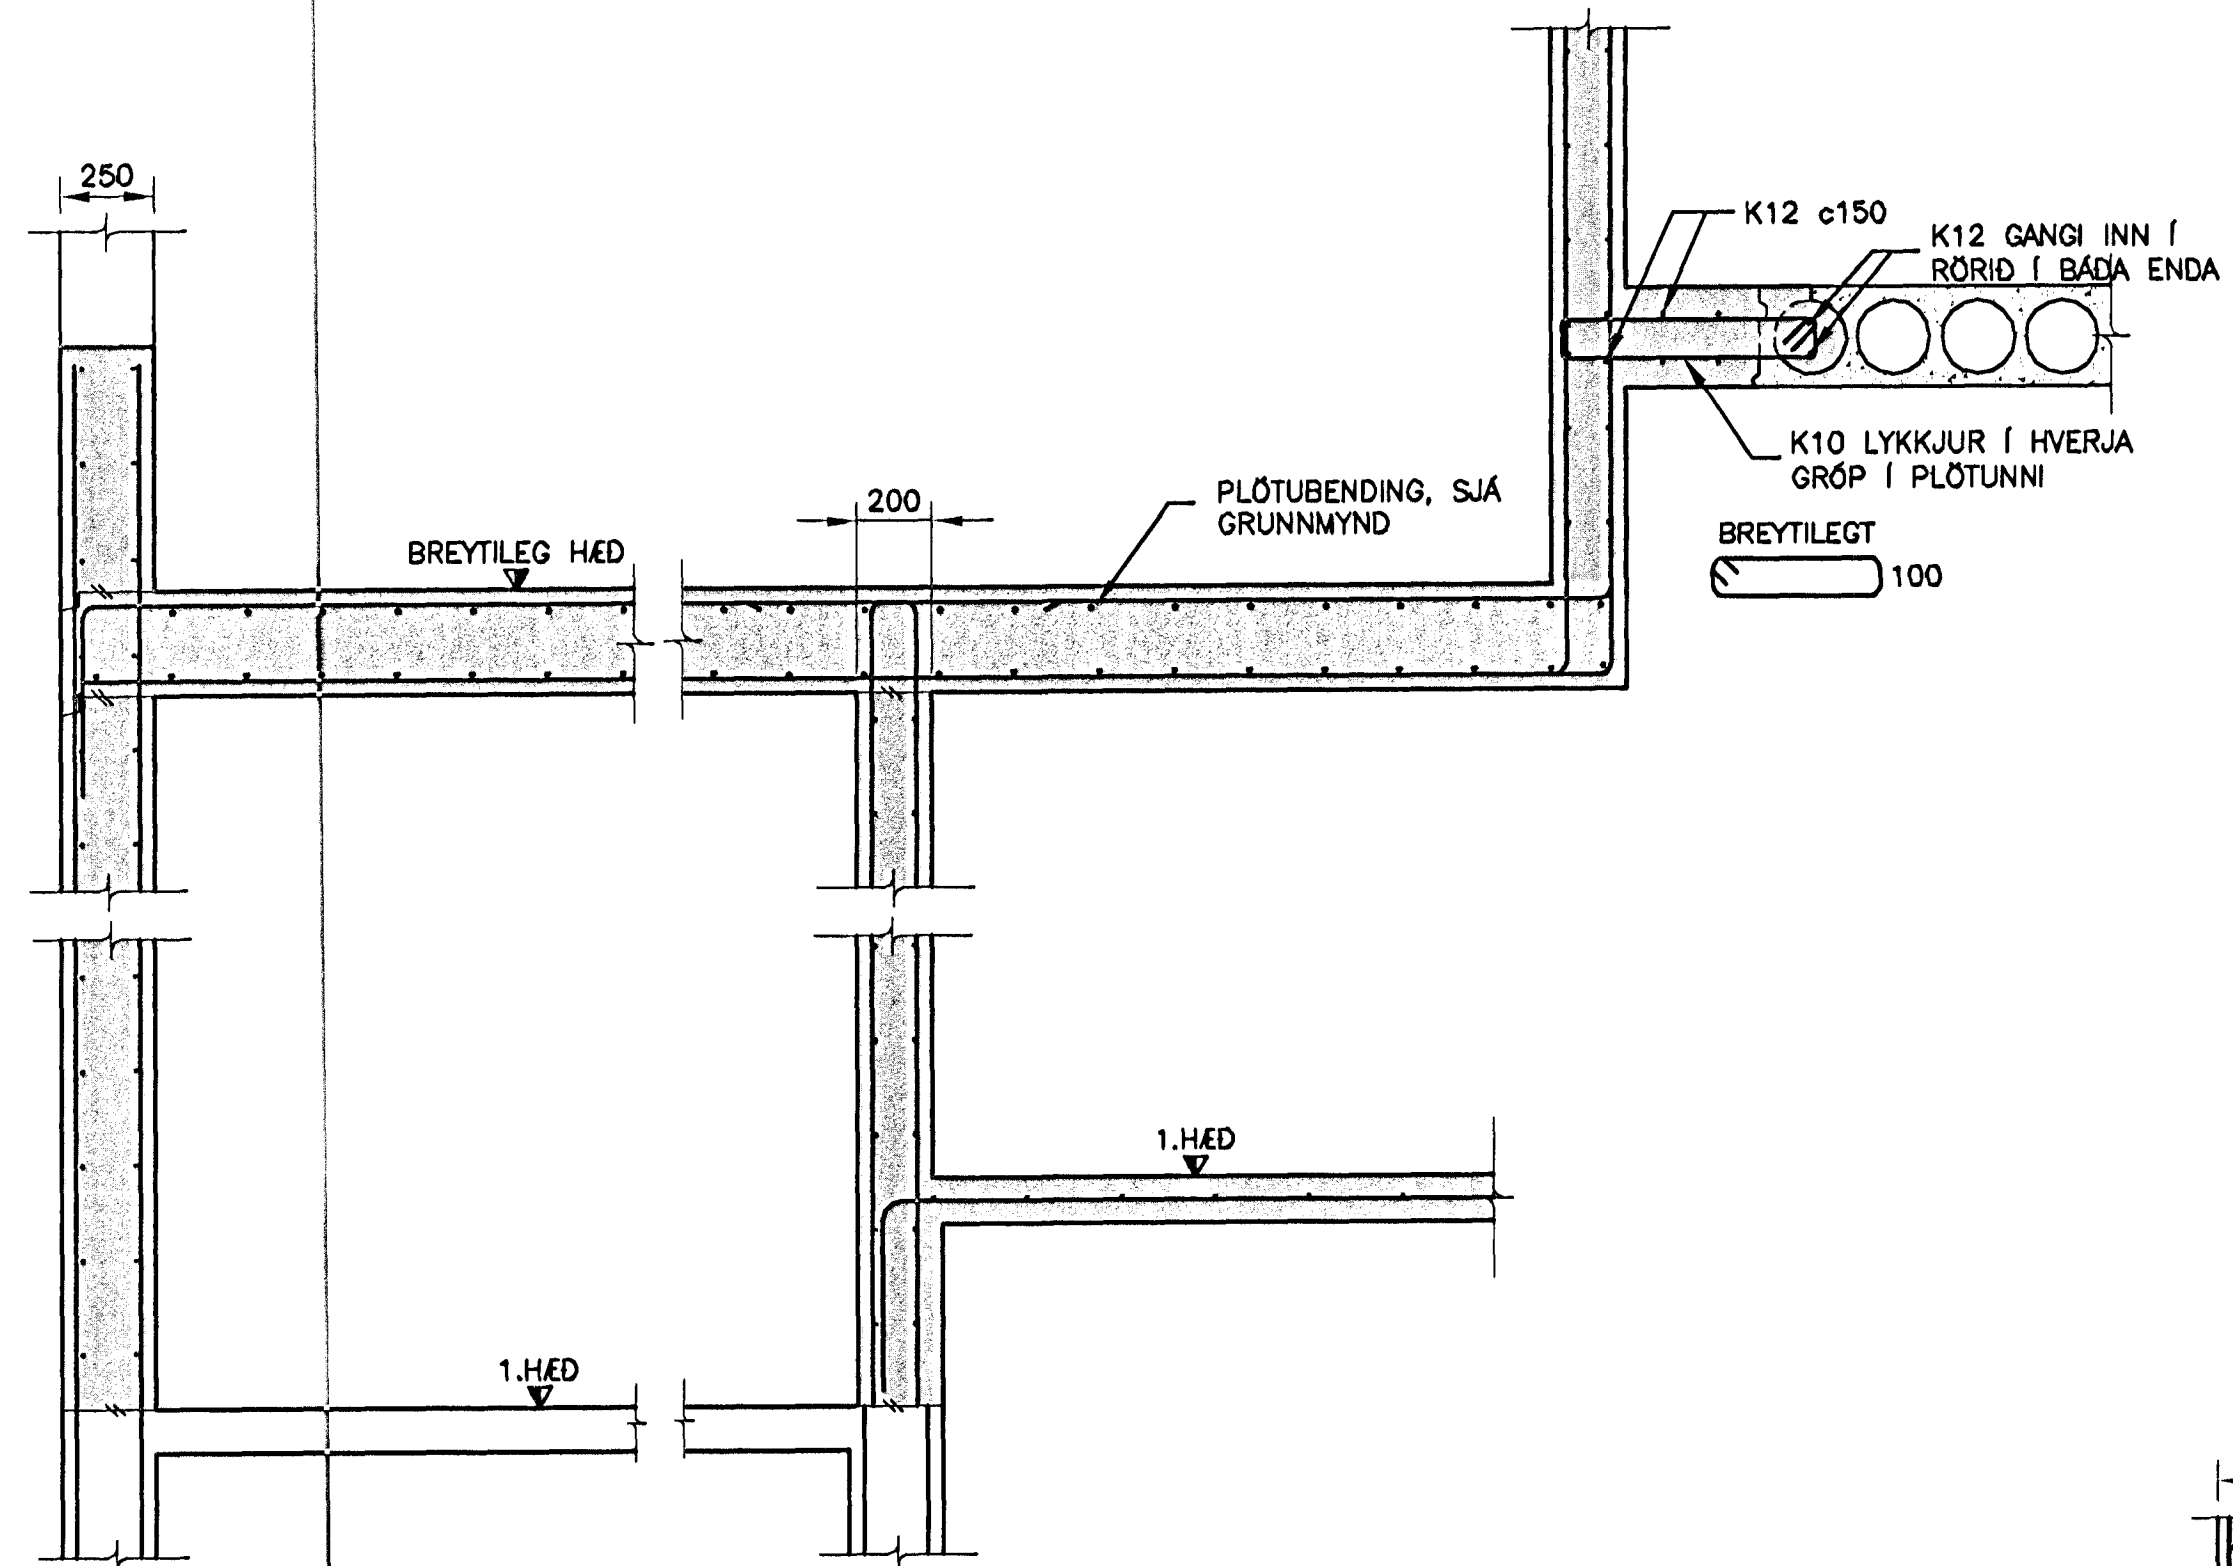 250
K12 c150
K12 GANGI INN Í
RÖRIÐ Í BÁÐA ENDA
K10 LYKKJUR Í HVERJA
GRÓP Í PLÖTUNNI
PLÖTUBENDING, SJÁ
GRUNNMYND
200
BREYTILEGT
100
BREYTILEG HÆÐ
1.HÆÐ
1.HÆÐ